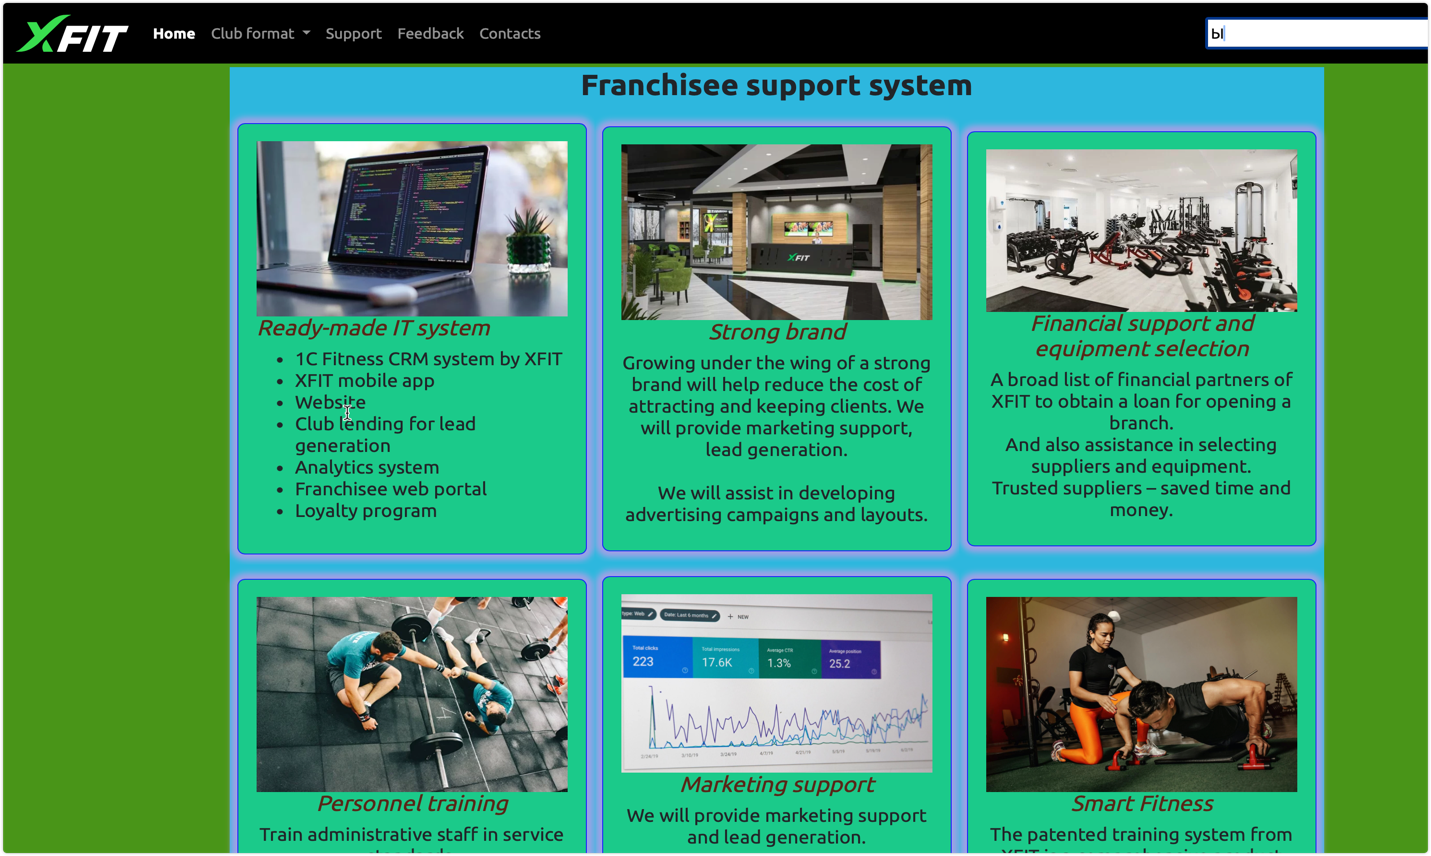 XFIT Home Club format Support Feedback Contacts ы
Franchisee support system
XFIT
Ready-made IT system
• 1C Fitness CRM system by XFIT
• XFIT mobile app
• Website
• Club lending for lead
generation
• Analytics system
• Franchisee web portal
• Loyalty program
Strong brand
Growing under the wing of a strong
brand will help reduce the cost of
attracting and keeping clients. We
will provide marketing support,
lead generation.
We will assist in developing
advertising campaigns and layouts.
Financial support and
equipment selection
A broad list of financial partners of
XFIT to obtain a loan for opening a
branch.
And also assistance in selecting
suppliers and equipment.
Trusted suppliers – saved time and
money.
Personnel training
Train administrative staff in service
Date: Last 6 months + NEW
Total clicks Total impressions Average CTR Average position
223 17.6K 1.3% 25.2
Marketing support
We will provide marketing support
and lead generation.
Smart Fitness
The patented training system from